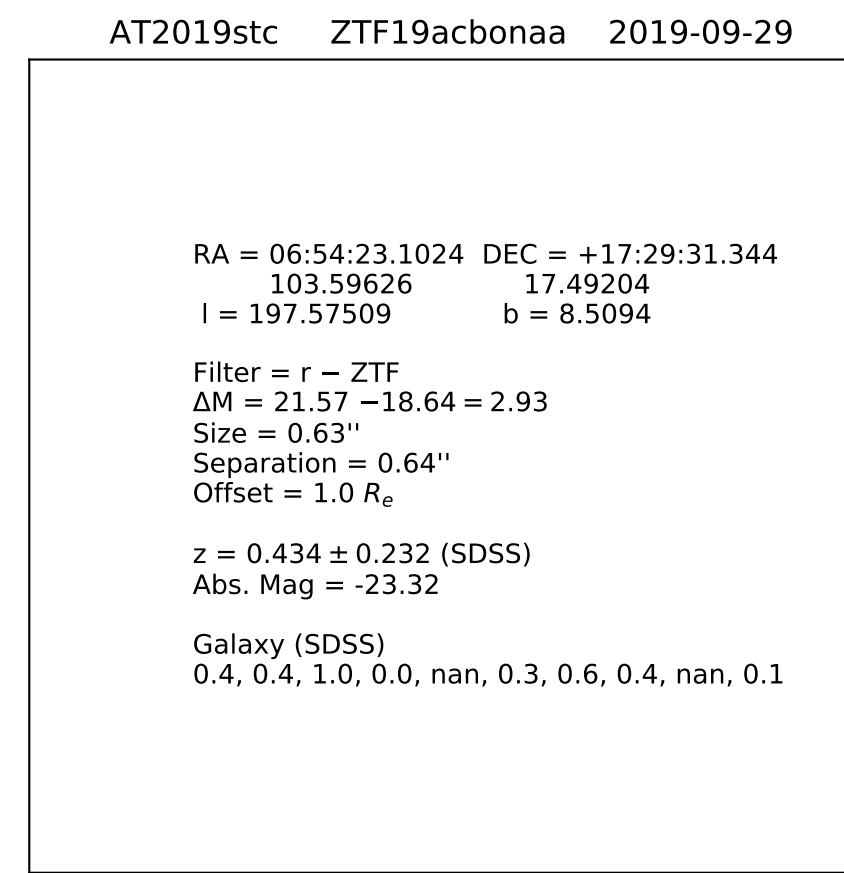 AT2019stc ZTF19acbonaa 2019-09-29
RA = 06:54:23.1024 DEC = +17:29:31.344
103.59626 17.49204
l = 197.57509 b = 8.5094
Filter = r − ZTF
ΔM = 21.57 −18.64 = 2.93
Size = 0.63''
Separation = 0.64''
Offset = 1.0 Re
z = 0.434 ± 0.232 (SDSS)
Abs. Mag = -23.32
Galaxy (SDSS)
0.4, 0.4, 1.0, 0.0, nan, 0.3, 0.6, 0.4, nan, 0.1